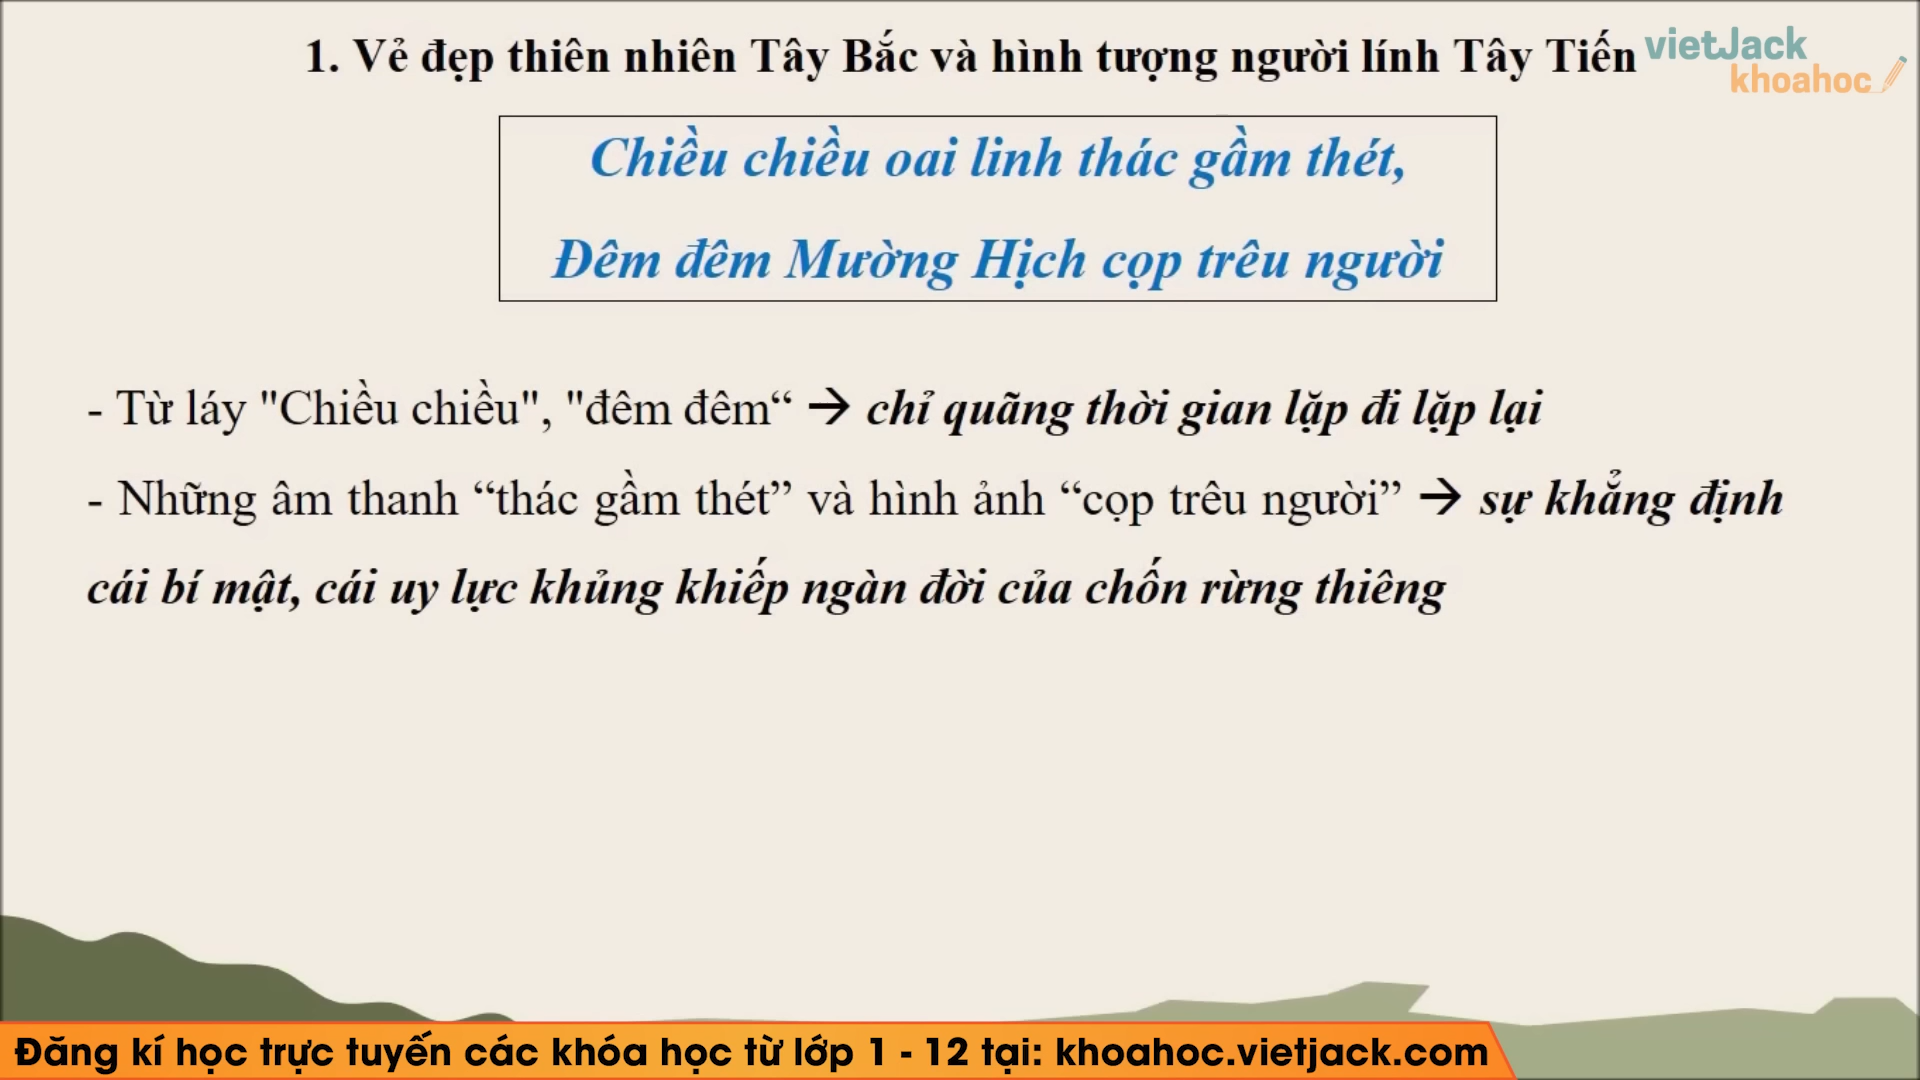 1. Vẻ đẹp thiên nhiên Tây Bắc và hình tượng người lính Tây Tiến
vietJack
khoahoc
Chiều chiều oai linh thác gầm thét,
Đêm đêm Mường Hịch cọp trêu người
- Từ láy "Chiều chiều", "đêm đêm“ → chỉ quãng thời gian lặp đi lặp lại
- Những âm thanh “thác gầm thét” và hình ảnh “cọp trêu người” → sự khẳng định
cái bí mật, cái uy lực khủng khiếp ngàn đời của chốn rừng thiêng
Đăng kí học trực tuyến các khóa học từ lớp 1 - 12 tại: khoahoc.vietjack.com